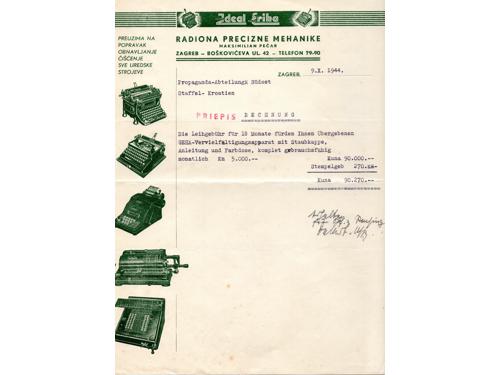 Ideal Erika
RADIONA PRECIZNE MEHANIKE
MAKSIMILIAN PEČAR
ZAGREB – BOŠKOVIĆEVA UL. 42 – TELEFON 79-90
PREUZIMA NA
POPRAVAK
OBNAVLJANJE
ČIŠĆENJE
SVE UREDSKE
STROJEVE
ZAGREB, 9.X. 1944.
Propaganda-Abteilungx Südost
Staffel- Kroatien
PRIEPIS RECHNUNG
Die Leihgebühr für 18 Monate fürden Ihnen Übergebenen
GEHA-Vervielfältigungsapparat mit Staubkappe,
Anleitung und Farbdose, komplet gebrauchsfähig
monatlich Kn 5.000.-- Kuna 90.000.--
Stempelgeb 270.--
Kuna 90.270.--